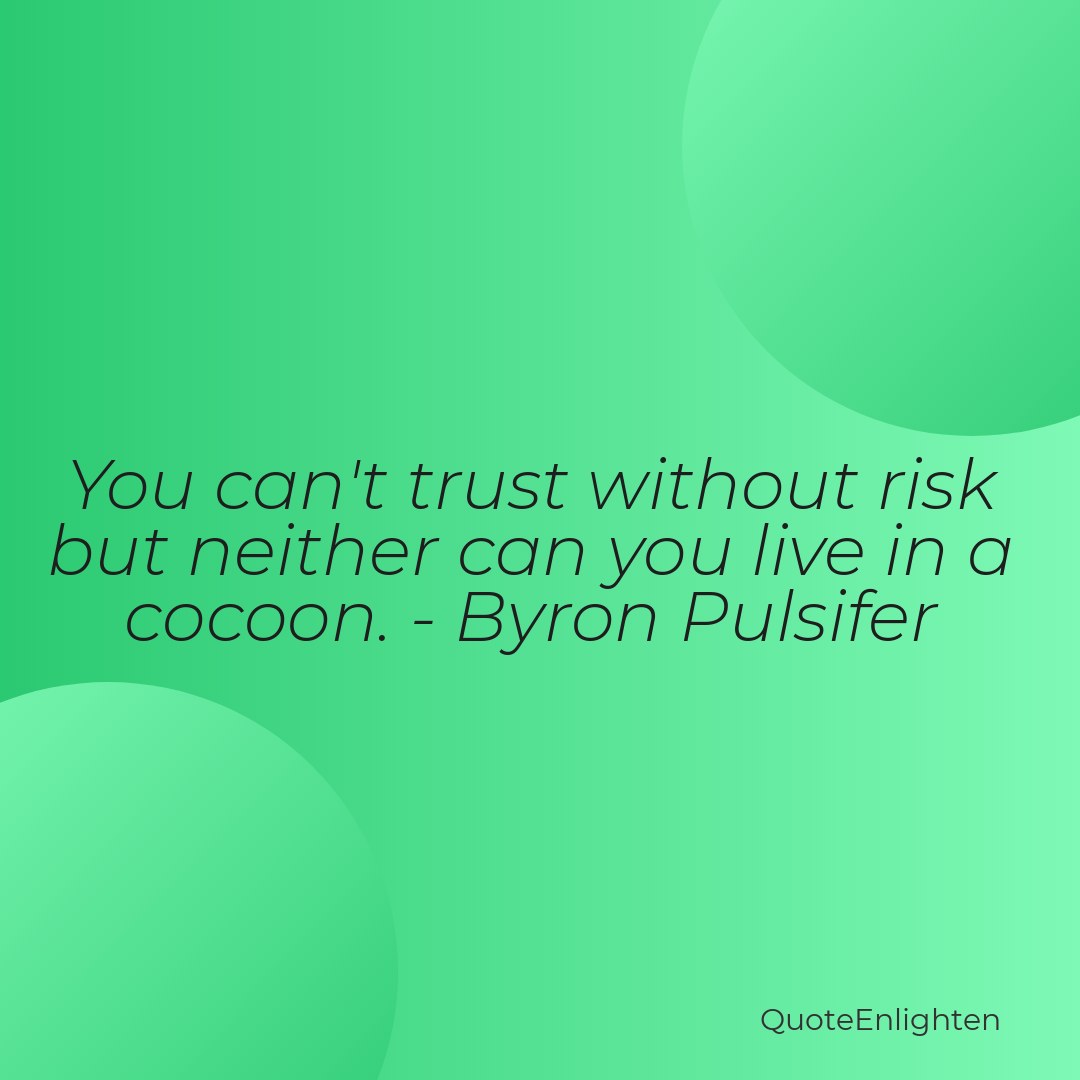 You can't trust without risk
but neither can you live in a
cocoon. - Byron Pulsifer
QuoteEnlighten